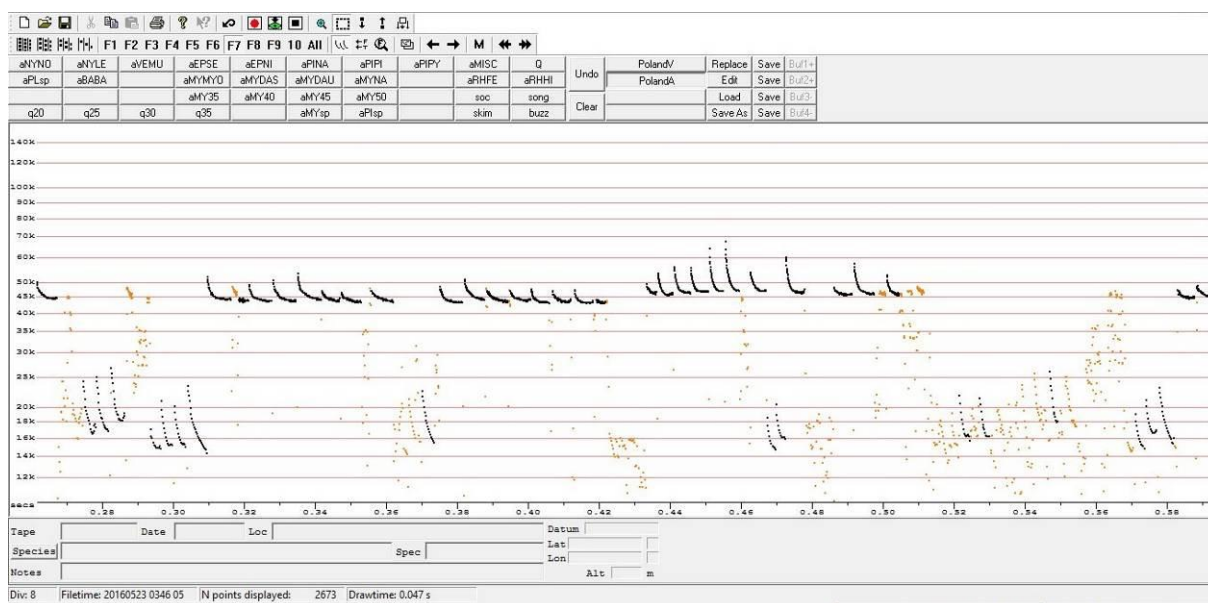 F1 F2 F3 F4 F5 F6 F7 F8 F9 10 All M
aNYNO aNYLE aVEMU aEPSE aEPNI aPINA aPIPI aPIPY aMISC Q Undo PolandV Replace Save Buf1+
aPLsp aBABA aMYMYO aMYDAS aMYDAU aMYNA aRHFE aRHHI PolandA Edit Save Buf2+
aMY35 aMY40 aMY45 aMY50 soc song Clear Load Save Buf3-
q20 q25 q30 q35 aMYsp aPIsp skim buzz Save As Save Buf4-
140k
120k
100k
90k
80k
70k
60k
50k
45k
40k
35k
30k
25k
20k
18k
16k
14k
12k
secs 0.28 0.30 0.32 0.34 0.36 0.38 0.40 0.42 0.44 0.46 0.48 0.50 0.52 0.54 0.56 0.58
Tape Date Loc Datum
Species Spec Lat
Lon
Notes Alt m
Div: 8 Filetime: 20160523 0346 05 N points displayed: 2673 Drawtime: 0.047 s